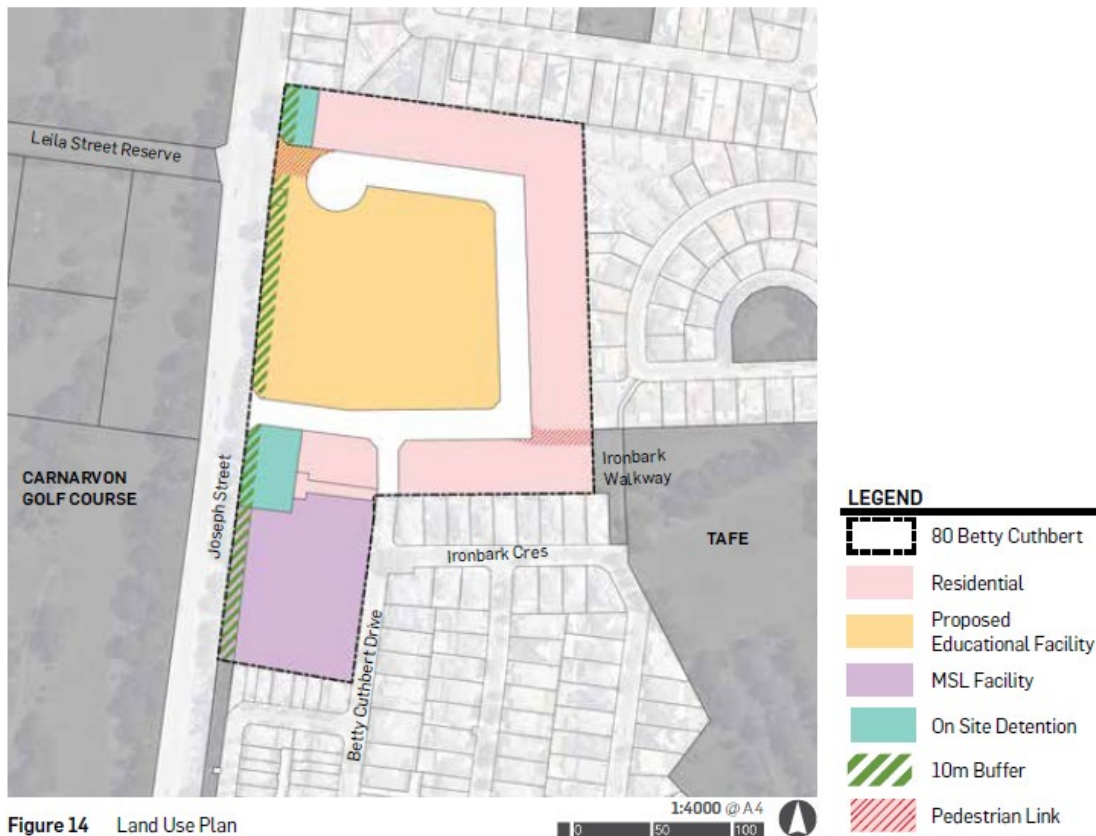 Leila Street Reserve
CARNARVON
GOLF COURSE
Joseph Street
Ironbark
Walkway
TAFE
Ironbark Cres
Betty Cuthbert Drive
LEGEND
80 Betty Cuthbert
Residential
Proposed
Educational Facility
MSL Facility
On Site Detention
10m Buffer
Pedestrian Link
Figure 14 Land Use Plan
1:4000 @ A4
0 50 100